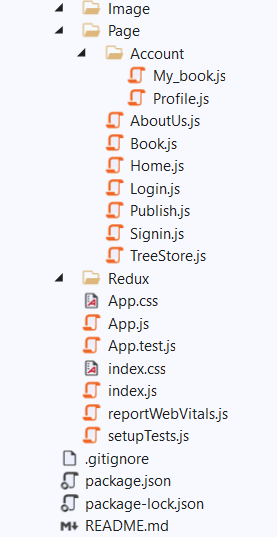 Image
Page
Account
My_book.js
Profile.js
AboutUs.js
Book.js
Home.js
Login.js
Publish.js
Signin.js
TreeStore.js
Redux
App.css
App.js
App.test.js
index.css
index.js
reportWebVitals.js
setupTests.js
.gitignore
package.json
package-lock.json
README.md